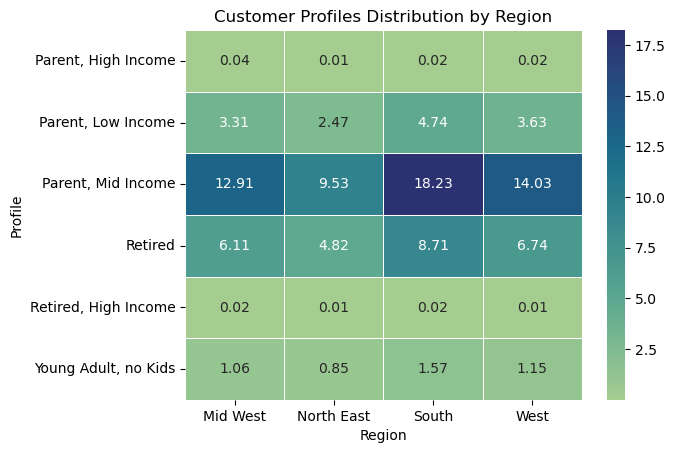 Customer Profiles Distribution by Region
Profile
Parent, High Income 0.04 0.01 0.02 0.02
Parent, Low Income 3.31 2.47 4.74 3.63
Parent, Mid Income 12.91 9.53 18.23 14.03
Retired 6.11 4.82 8.71 6.74
Retired, High Income 0.02 0.01 0.02 0.01
Young Adult, no Kids 1.06 0.85 1.57 1.15
Mid West North East South West
Region
17.5
15.0
12.5
10.0
7.5
5.0
2.5